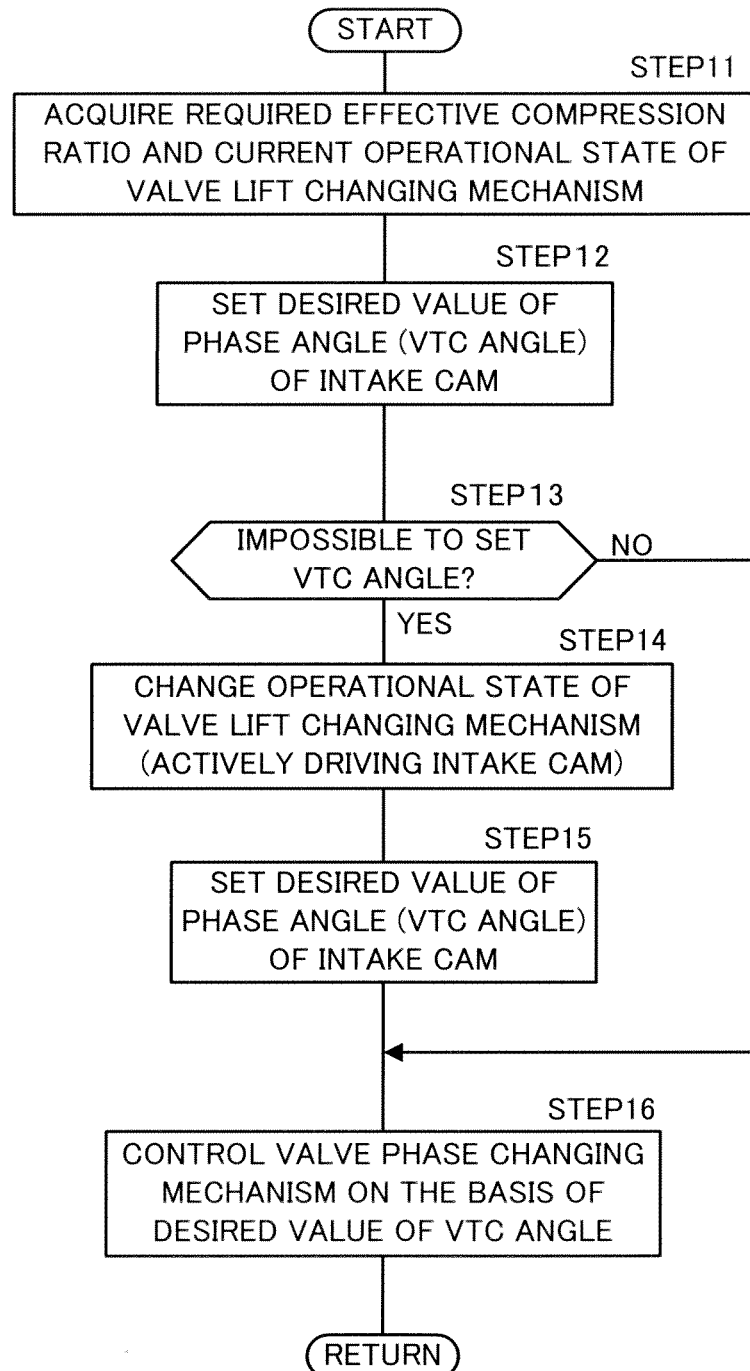 START
STEP11
ACQUIRE REQUIRED EFFECTIVE COMPRESSION
RATIO AND CURRENT OPERATIONAL STATE OF
VALVE LIFT CHANGING MECHANISM
STEP12
SET DESIRED VALUE OF
PHASE ANGLE (VTC ANGLE)
OF INTAKE CAM
STEP13
IMPOSSIBLE TO SET
VTC ANGLE?
NO
YES
STEP14
CHANGE OPERATIONAL STATE OF
VALVE LIFT CHANGING MECHANISM
(ACTIVELY DRIVING INTAKE CAM)
STEP15
SET DESIRED VALUE OF
PHASE ANGLE (VTC ANGLE)
OF INTAKE CAM
STEP16
CONTROL VALVE PHASE CHANGING
MECHANISM ON THE BASIS OF
DESIRED VALUE OF VTC ANGLE
RETURN